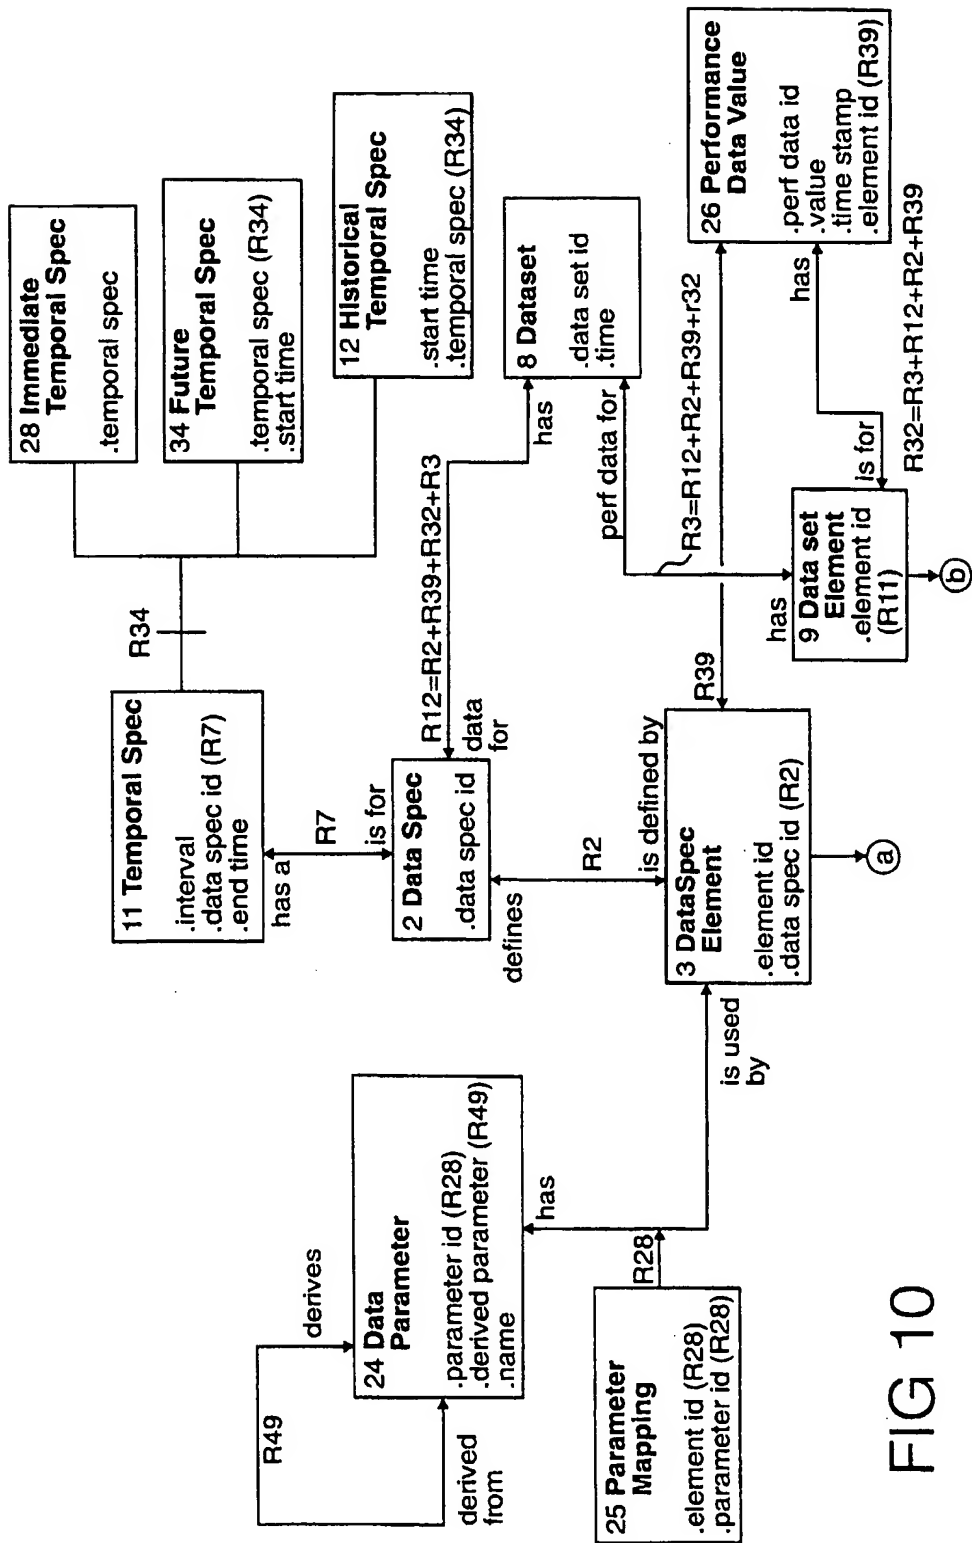 28 Immediate
Temporal Spec
.temporal spec
34 Future
Temporal Spec
.temporal spec (R34)
.start time
12 Historical
Temporal Spec
.start time
.temporal spec (R34)
R34
11 Temporal Spec
.interval
.data spec id (R7)
.end time
has a
R7
is for
2 Data Spec
.data spec id
R12=R2+R39+R32+R3
data
for
has
8 Dataset
.data set id
.time
perf data for
R3=R12+R2+R39+r32
has
26 Performance
Data Value
.perf data id
.value
.time stamp
.element id (R39)
has
is for
R32=R3+R12+R2+R39
9 Data set
Element
.element id
(R11)
b
R39
defines
R2
is defined by
3 DataSpec
Element
.element id
.data spec id (R2)
a
is used
by
R49
derives
derived
from
24 Data
Parameter
.parameter id (R28)
.derived parameter (R49)
.name
has
R28
25 Parameter
Mapping
.element id (R28)
.parameter id (R28)
FIG 10